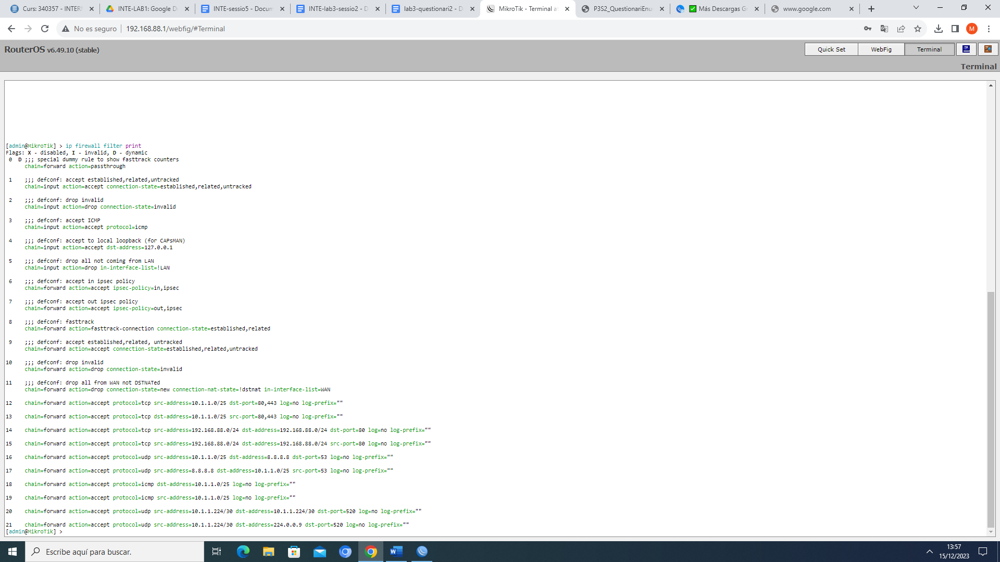 Curs: 340357 - INTERN
INTE-LAB1: Google D
INTE-sessio5 - Docum
INTE-lab3-sessio2 - D
lab3-questionari2 - D
MikroTik - Terminal a
P3S2_QuestionariEnu
Más Descargas G
www.google.com
No es seguro
192.168.88.1/webfig/#Terminal
M
RouterOS v6.49.10 (stable)
Quick Set
WebFig
Terminal
Terminal
[admin@MikroTik] > ip firewall filter print
Flags: X - disabled, I - invalid, D - dynamic
0 D ;;; special dummy rule to show fasttrack counters
chain=forward action=passthrough
1 ;;; defconf: accept established,related,untracked
chain=input action=accept connection-state=established,related,untracked
2 ;;; defconf: drop invalid
chain=input action=drop connection-state=invalid
3 ;;; defconf: accept ICMP
chain=input action=accept protocol=icmp
4 ;;; defconf: accept to local loopback (for CAPsMAN)
chain=input action=accept dst-address=127.0.0.1
5 ;;; defconf: drop all not coming from LAN
chain=input action=drop in-interface-list=!LAN
6 ;;; defconf: accept in ipsec policy
chain=forward action=accept ipsec-policy=in,ipsec
7 ;;; defconf: accept out ipsec policy
chain=forward action=accept ipsec-policy=out,ipsec
8 ;;; defconf: fasttrack
chain=forward action=fasttrack-connection connection-state=established,related
9 ;;; defconf: accept established,related, untracked
chain=forward action=accept connection-state=established,related,untracked
10 ;;; defconf: drop invalid
chain=forward action=drop connection-state=invalid
11 ;;; defconf: drop all from WAN not DSTNATed
chain=forward action=drop connection-state=new connection-nat-state=!dstnat in-interface-list=WAN
12 chain=forward action=accept protocol=tcp src-address=10.1.1.0/25 dst-port=80,443 log=no log-prefix=""
13 chain=forward action=accept protocol=tcp dst-address=10.1.1.0/25 src-port=80,443 log=no log-prefix=""
14 chain=forward action=accept protocol=tcp src-address=192.168.88.0/24 dst-address=192.168.88.0/24 dst-port=80 log=no log-prefix=""
15 chain=forward action=accept protocol=tcp src-address=192.168.88.0/24 dst-address=192.168.88.0/24 src-port=80 log=no log-prefix=""
16 chain=forward action=accept protocol=udp src-address=10.1.1.0/25 dst-address=8.8.8.8 dst-port=53 log=no log-prefix=""
17 chain=forward action=accept protocol=udp src-address=8.8.8.8 dst-address=10.1.1.0/25 src-port=53 log=no log-prefix=""
18 chain=forward action=accept protocol=icmp dst-address=10.1.1.0/25 log=no log-prefix=""
19 chain=forward action=accept protocol=icmp src-address=10.1.1.0/25 log=no log-prefix=""
20 chain=forward action=accept protocol=udp src-address=10.1.1.224/30 dst-address=10.1.1.224/30 dst-port=520 log=no log-prefix=""
21 chain=forward action=accept protocol=udp src-address=10.1.1.224/30 dst-address=224.0.0.9 dst-port=520 log=no log-prefix=""
[admin@MikroTik] >
Escribe aquí para buscar.
13:57
15/12/2023